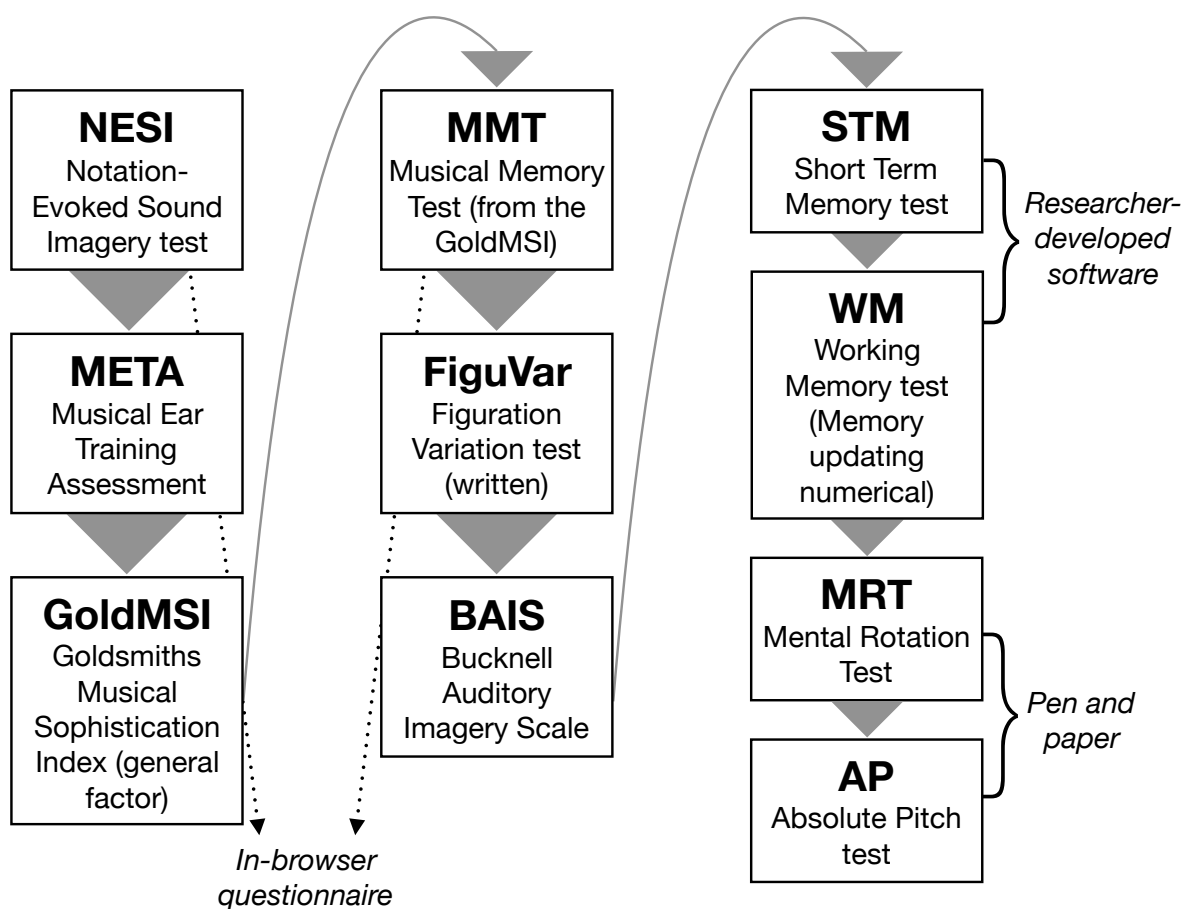 NESI
Notation-
Evoked Sound
Imagery test
META
Musical Ear
Training
Assessment
GoldMSI
Goldsmiths
Musical
Sophistication
Index (general
factor)
MMT
Musical Memory
Test (from the
GoldMSI)
FiguVar
Figuration
Variation test
(written)
BAIS
Bucknell
Auditory
Imagery Scale
In-browser
questionnaire
STM
Short Term
Memory test
WM
Working
Memory test
(Memory
updating
numerical)
Researcher-
developed
software
MRT
Mental Rotation
Test
AP
Absolute Pitch
test
Pen and
paper